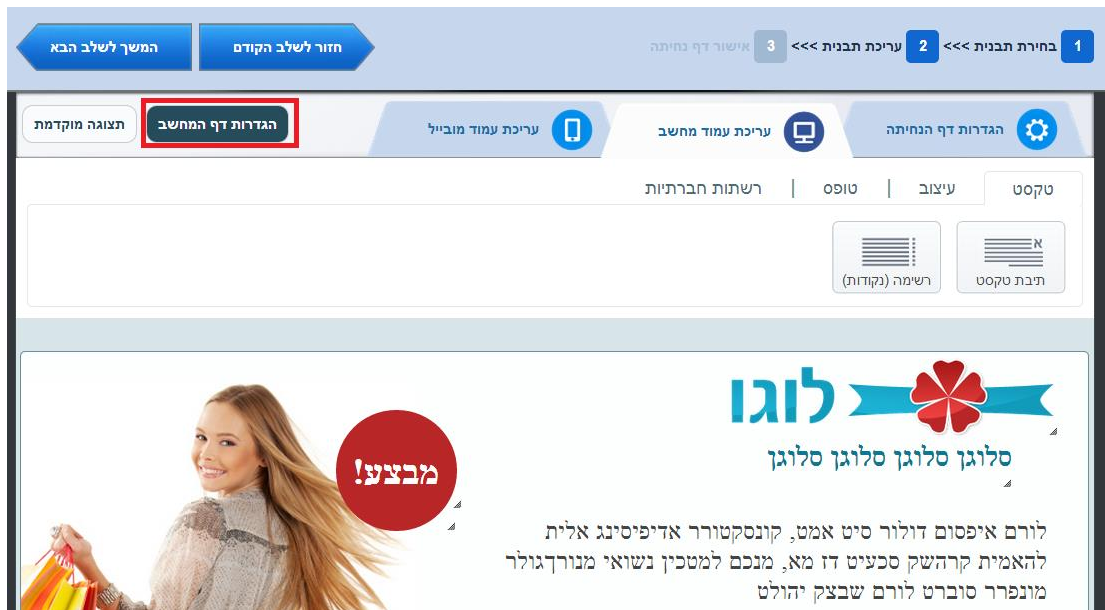 1 בחירת תבנית >>> 2 עריכת תבנית >>> 3 אישור דף נחיתה
חזור לשלב הקודם
המשך לשלב הבא
הגדרות דף הנחיתה
עריכת עמוד מחשב
עריכת עמוד מובייל
הגדרות דף המחשב
תצוגה מוקדמת
טקסט
עיצוב | טופס | רשתות חברתיות
א
תיבת טקסט
רשימה (נקודות)
לוגו
סלוגן סלוגן סלוגן סלוגן
מבצע!
לורם איפסום דולור סיט אמט, קונסקטורר אדיפיסינג אלית
להאמית קרהשק סכעיט דז מא, מנכם למטכין נשואי מנורךגולר
מונפרר סוברט לורם שבצק יהולט